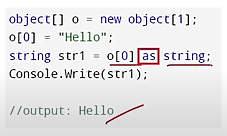 object[] o = new object[1];
o[0] = "Hello";
string str1 = o[0] as string;
Console.Write(str1);
//output: Hello